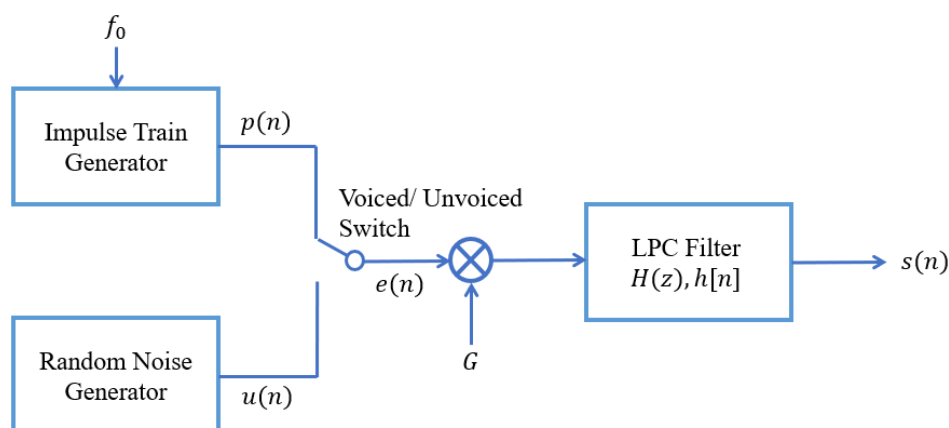 f₀
Impulse Train
Generator
p(n)
Voiced/ Unvoiced
Switch
e(n)
G
LPC Filter
H(z), h[n]
s(n)
Random Noise
Generator
u(n)